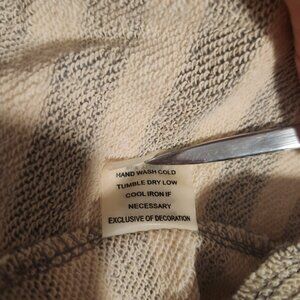 HAND WASH COLD
TUMBLE DRY LOW
COOL IRON IF
NECESSARY
EXCLUSIVE OF DECORATION